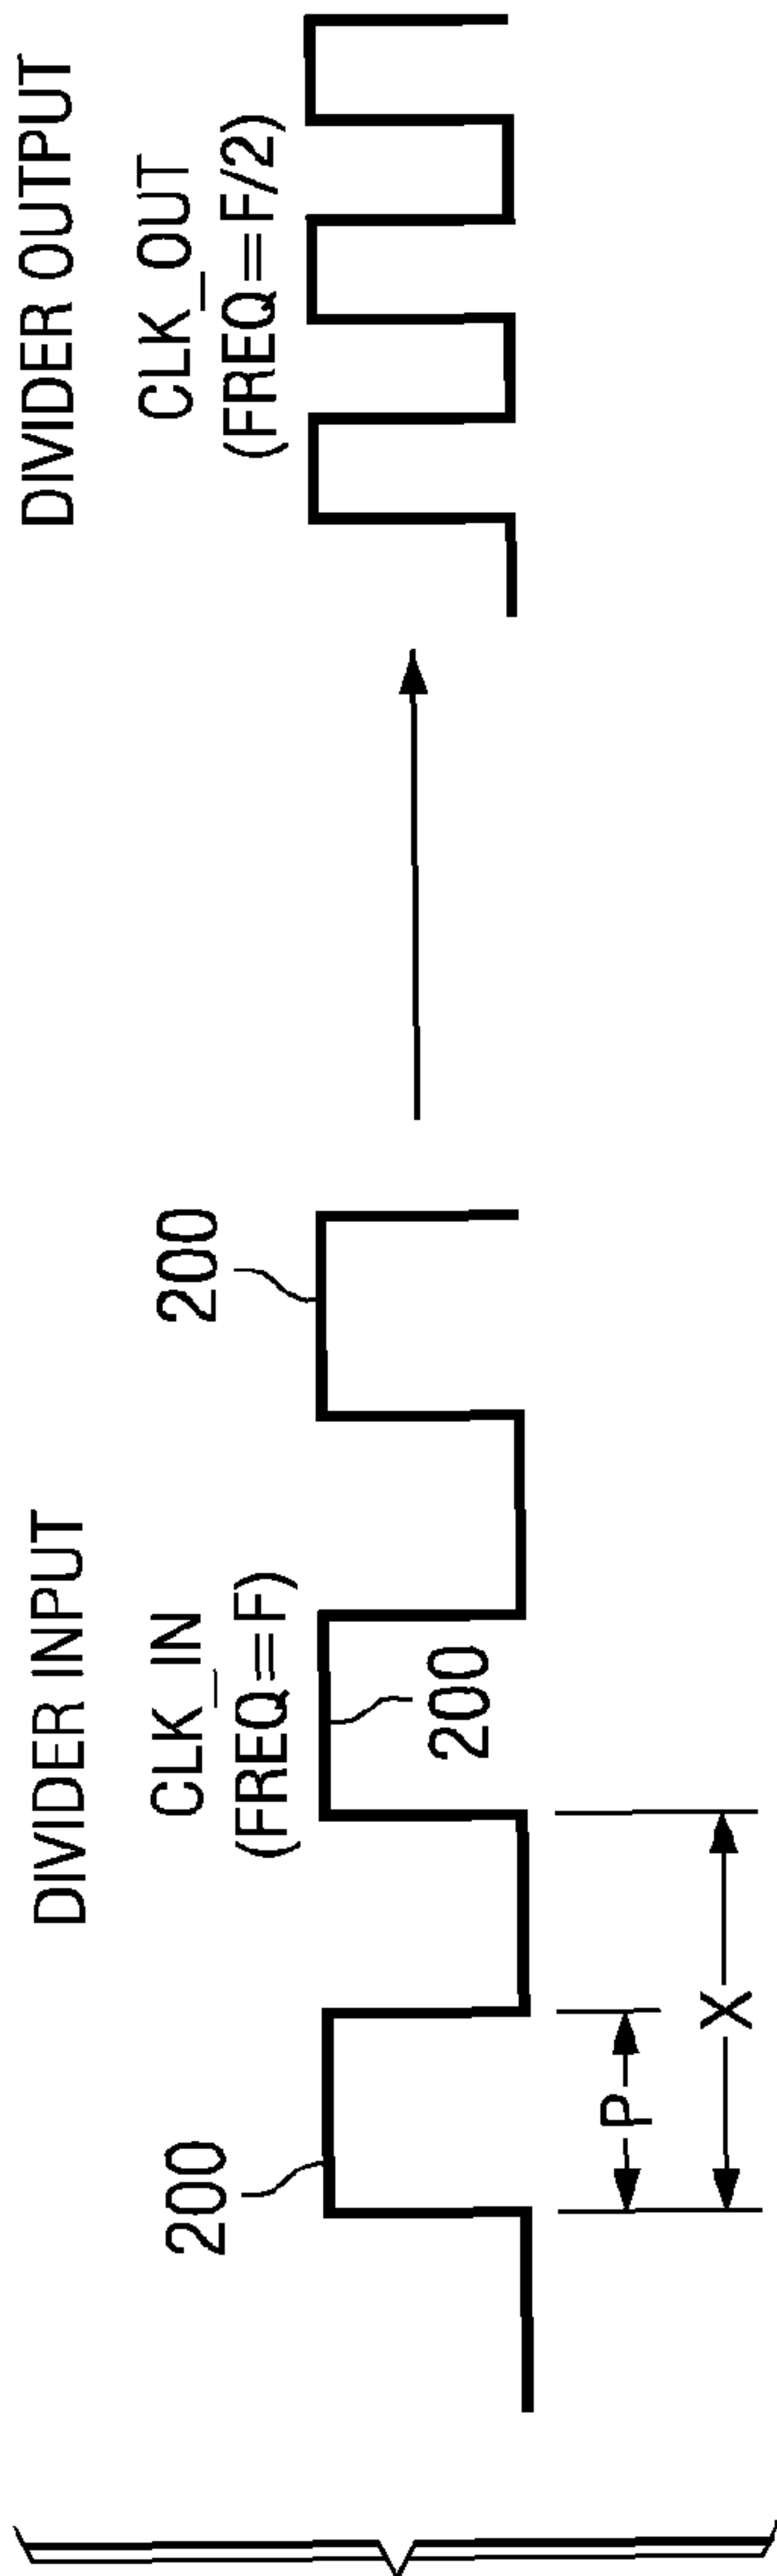 DIVIDER INPUT
CLK_IN
(FREQ=F)
200
200
200
P
X
DIVIDER OUTPUT
CLK_OUT
(FREQ=F/2)